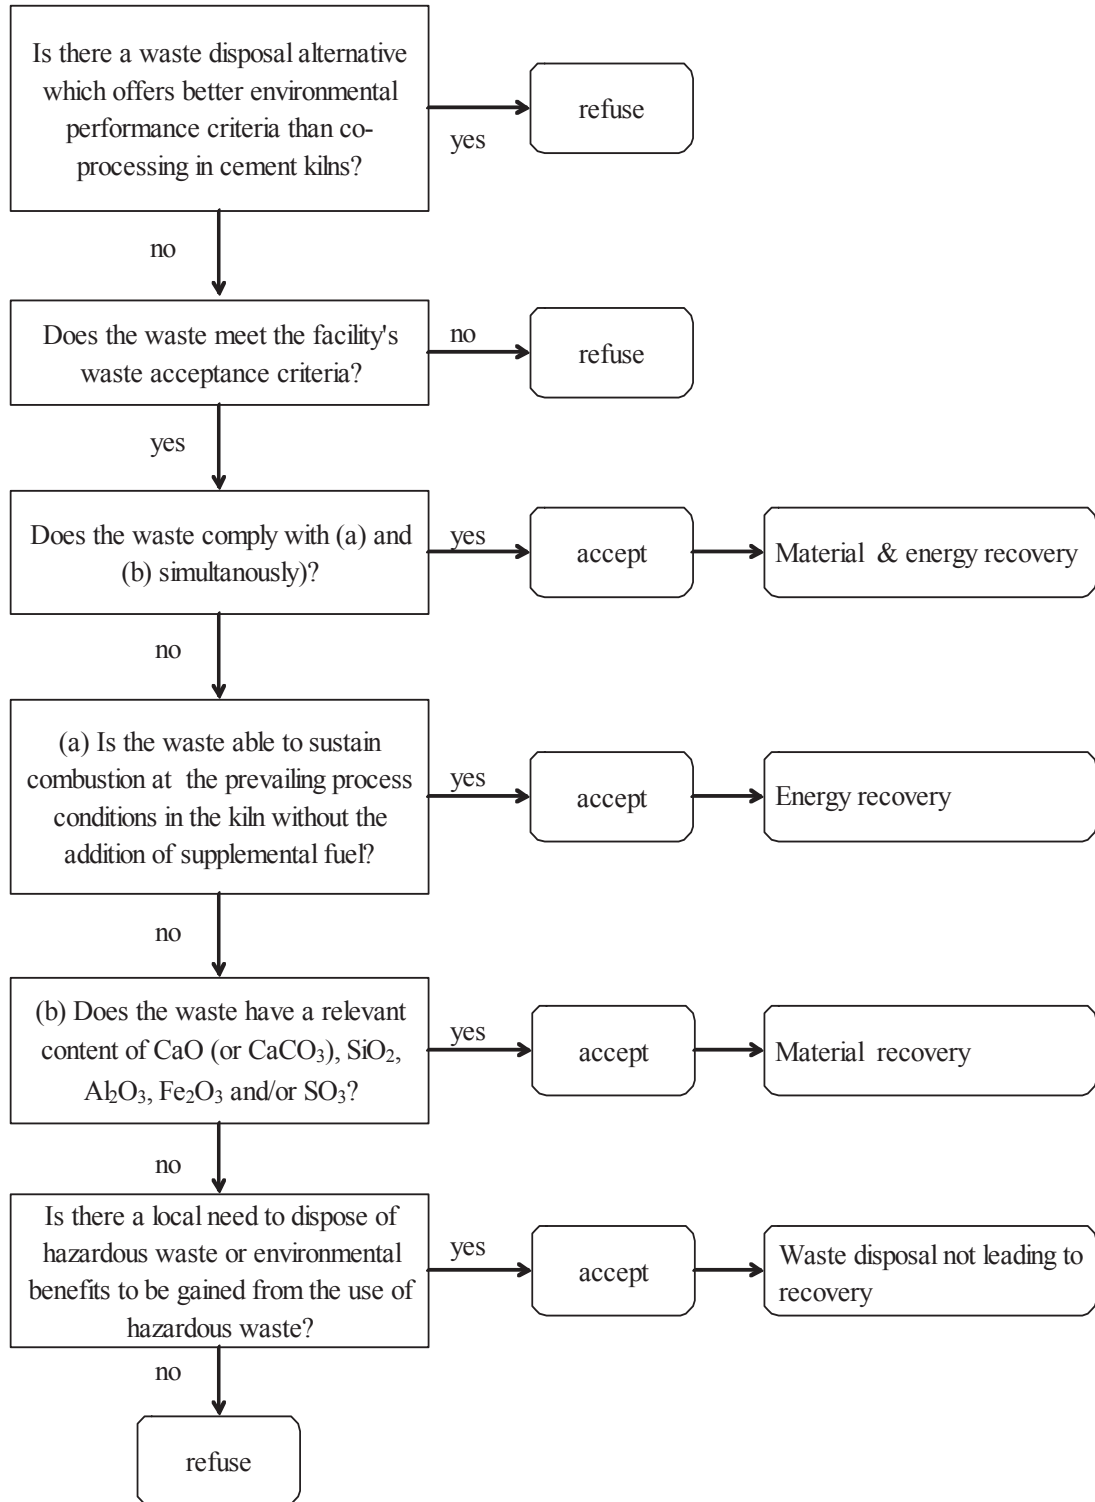 Is there a waste disposal alternative
which offers better environmental
performance criteria than co-
processing in cement kilns?
yes
refuse
no
Does the waste meet the facility's
waste acceptance criteria?
no
refuse
yes
Does the waste comply with (a) and
(b) simultanously)?
yes
accept
Material & energy recovery
no
(a) Is the waste able to sustain
combustion at the prevailing process
conditions in the kiln without the
addition of supplemental fuel?
yes
accept
Energy recovery
no
(b) Does the waste have a relevant
content of CaO (or CaCO₃), SiO₂,
Al₂O₃, Fe₂O₃ and/or SO₃?
yes
accept
Material recovery
no
Is there a local need to dispose of
hazardous waste or environmental
benefits to be gained from the use of
hazardous waste?
yes
accept
Waste disposal not leading to
recovery
no
refuse